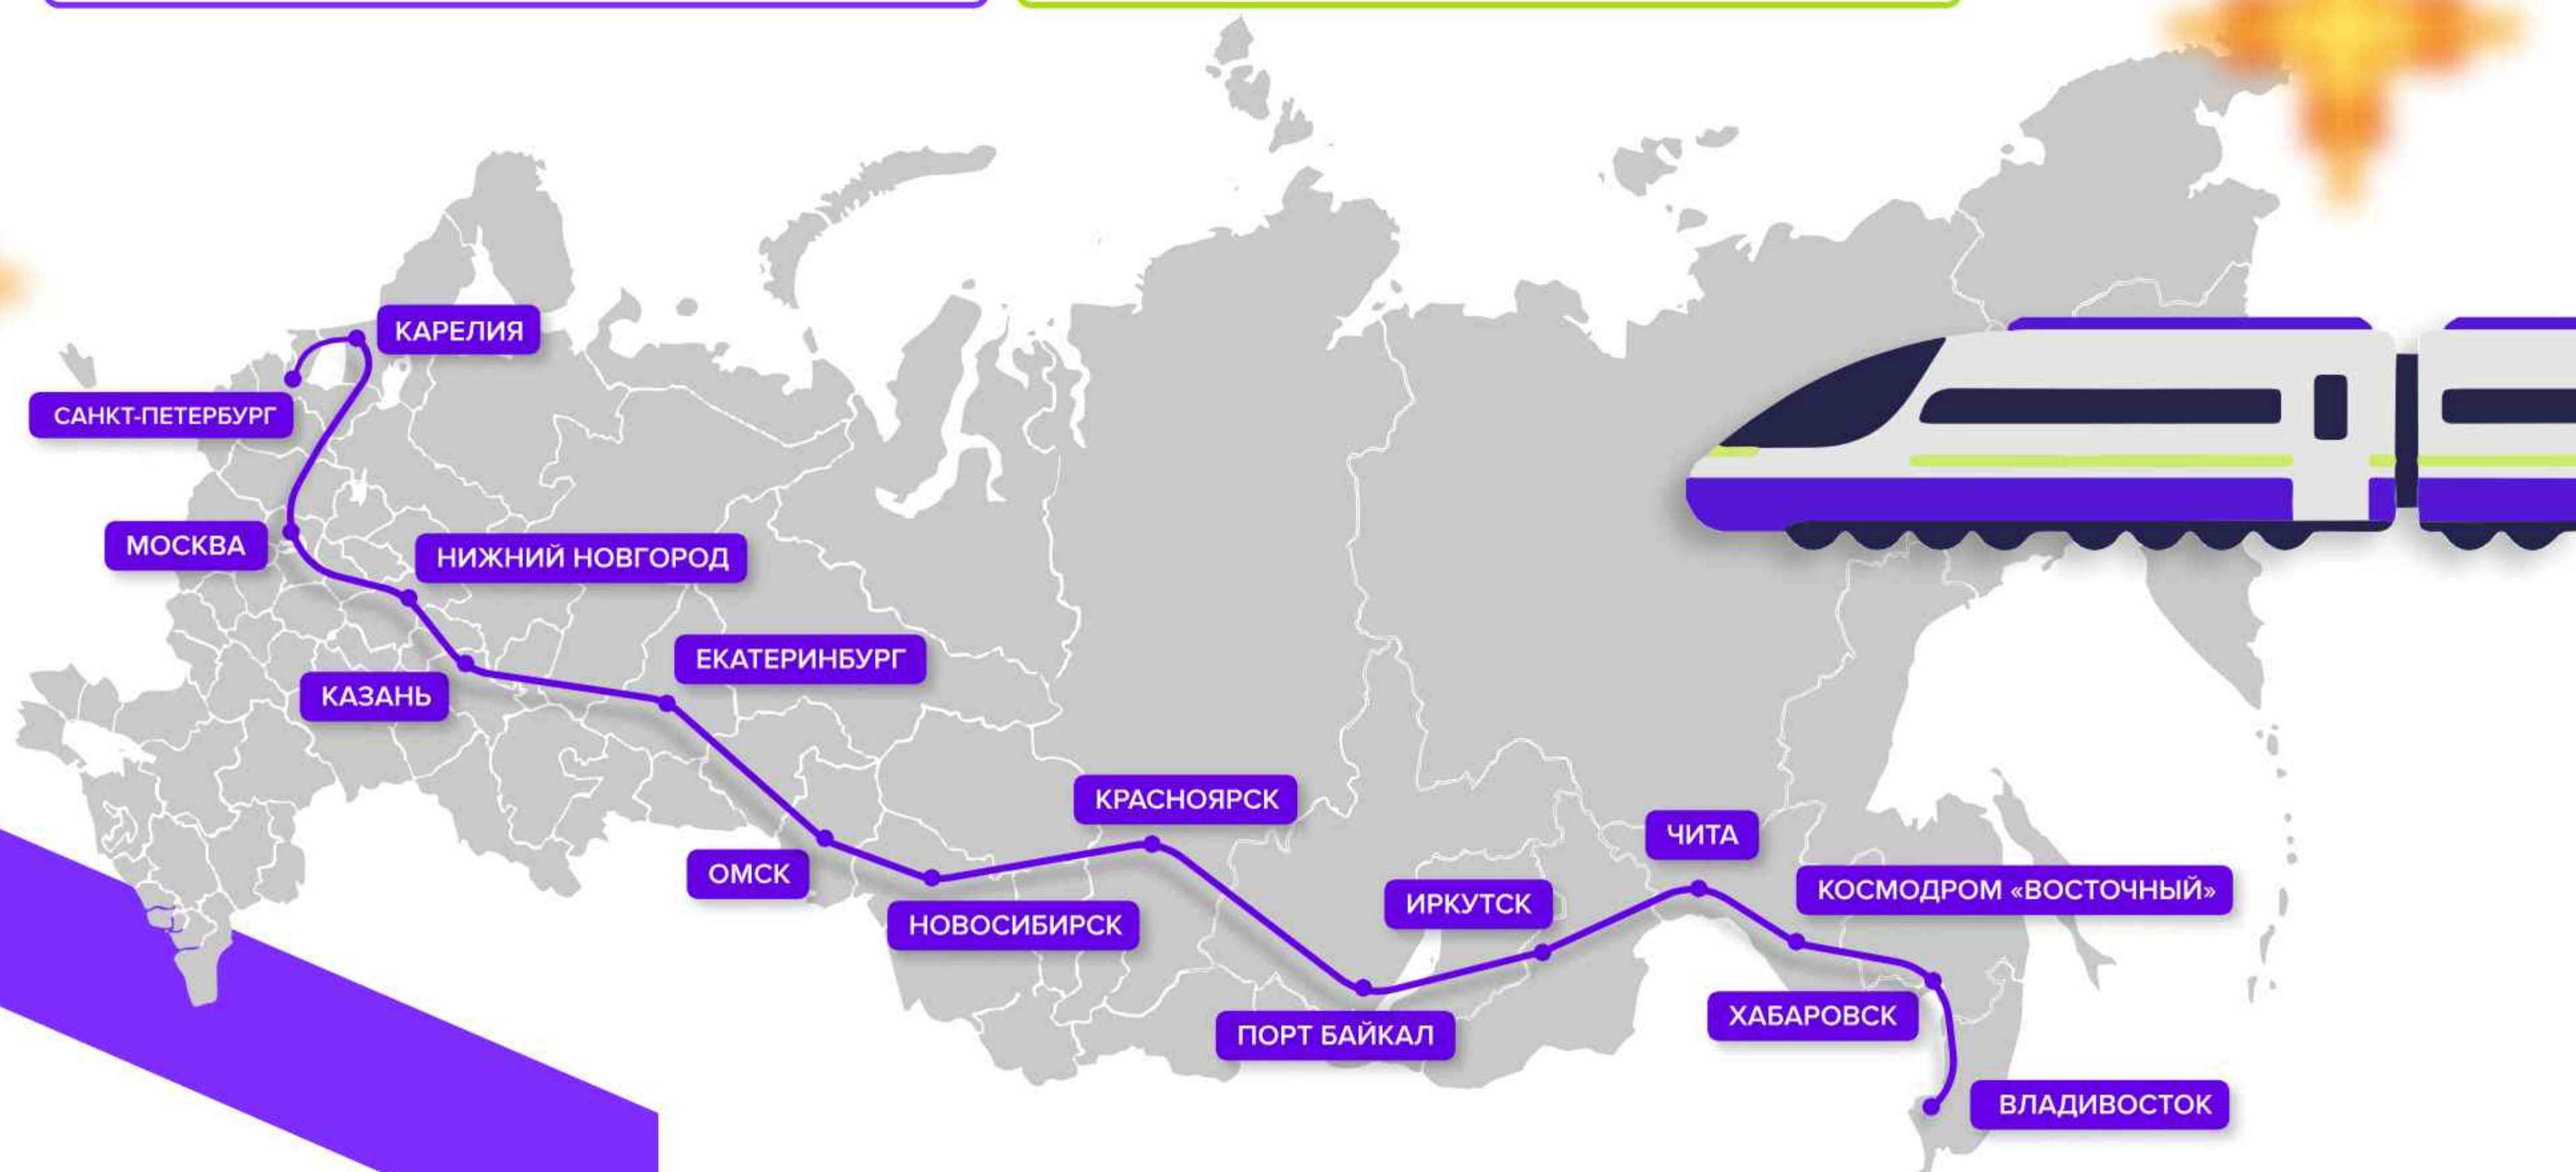 КАРЕЛИЯ
САНКТ-ПЕТЕРБУРГ
МОСКВА
НИЖНИЙ НОВГОРОД
КАЗАНЬ
ЕКАТЕРИНБУРГ
ОМСК
НОВОСИБИРСК
КРАСНОЯРСК
ПОРТ БАЙКАЛ
ИРКУТСК
ЧИТА
КОСМОДРОМ «ВОСТОЧНЫЙ»
ХАБАРОВСК
ВЛАДИВОСТОК